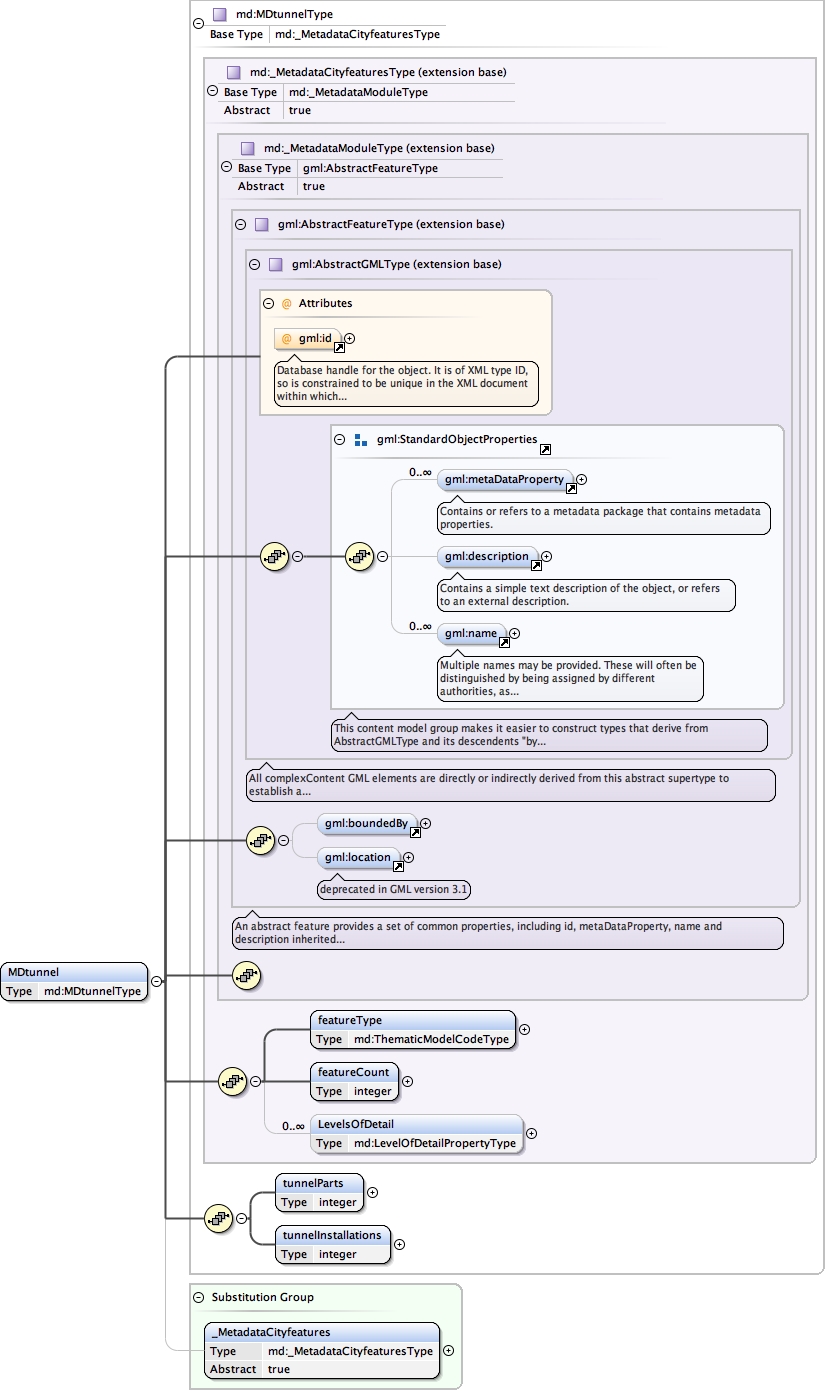 md:MDtunnelType
Base Type md:_MetadataCityfeaturesType
md:_MetadataCityfeaturesType (extension base)
Base Type md:_MetadataModuleType
Abstract true
md:_MetadataModuleType (extension base)
Base Type gml:AbstractFeatureType
Abstract true
gml:AbstractFeatureType (extension base)
gml:AbstractGMLType (extension base)
@ Attributes
@ gml:id
Database handle for the object. It is of XML type ID,
so is constrained to be unique in the XML document
within which...
gml:StandardObjectProperties
0..∞
gml:metaDataProperty
Contains or refers to a metadata package that contains metadata
properties.
gml:description
Contains a simple text description of the object, or refers
to an external description.
0..∞
gml:name
Multiple names may be provided. These will often be
distinguished by being assigned by different
authorities, as...
This content model group makes it easier to construct types that derive from
AbstractGMLType and its descendents "by...
All complexContent GML elements are directly or indirectly derived from this abstract supertype to
establish a...
gml:boundedBy
gml:location
deprecated in GML version 3.1
An abstract feature provides a set of common properties, including id, metaDataProperty, name and
description inherited...
MDtunnel
Type md:MDtunnelType
featureType
Type md:ThematicModelCodeType
featureCount
Type integer
0..∞
LevelsOfDetail
Type md:LevelOfDetailPropertyType
tunnelParts
Type integer
tunnelInstallations
Type integer
Substitution Group
_MetadataCityfeatures
Type md:_MetadataCityfeaturesType
Abstract true